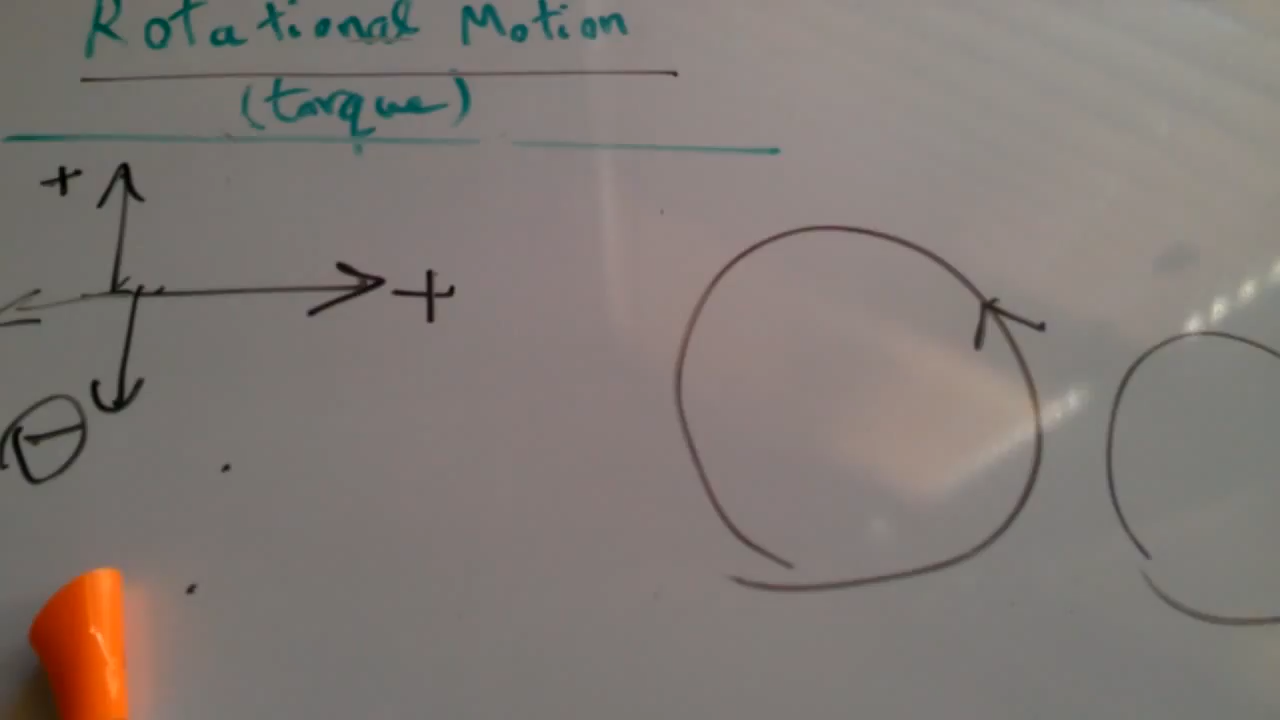 Rotational Motion
(torque)
+
+
-